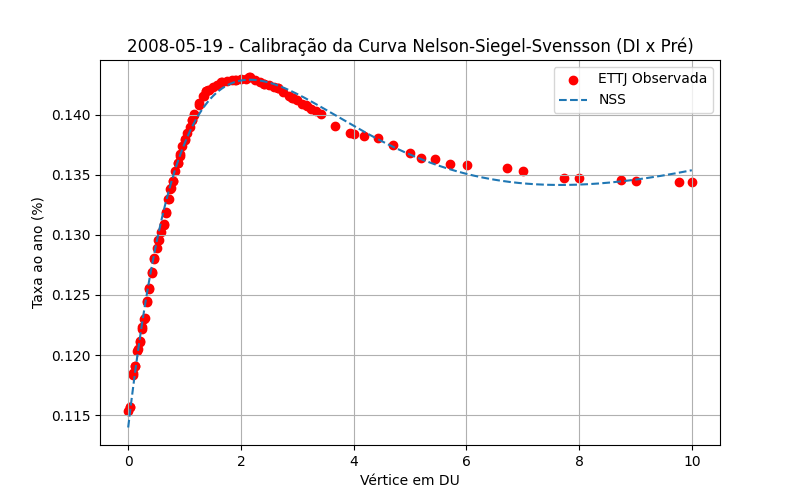 2008-05-19 - Calibração da Curva Nelson-Siegel-Svensson (DI x Pré)
ETTJ Observada
NSS
Taxa ao ano (%)
0.140
0.135
0.130
0.125
0.120
0.115
0 2 4 6 8 10
Vértice em DU